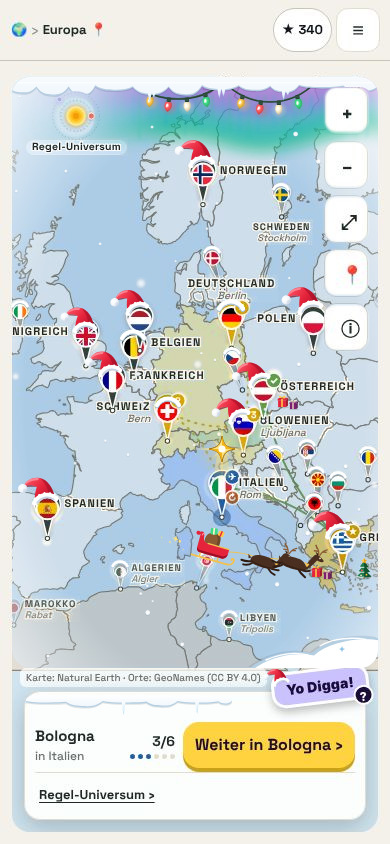 > Europa
★ 340
Regel-Universum
NORWEGEN
SCHWEDEN
Stockholm
DEUTSCHLAND
Berlin
POLEN
NIGREICH
BELGIEN
FRANKREICH
ÖSTERREICH
SCHWEIZ
Bern
3
SLOWENIEN
Ljubljana
SPANIEN
ITALIEN
Rom
GRI
ALGERIEN
Algier
MAROKKO
Rabat
LIBYEN
Tripolis
Karte: Natural Earth · Orte: GeoNames (CC BY 4.0)
Yo Digga!
?
Bologna
3/6
in Italien
Weiter in Bologna >
Regel-Universum >